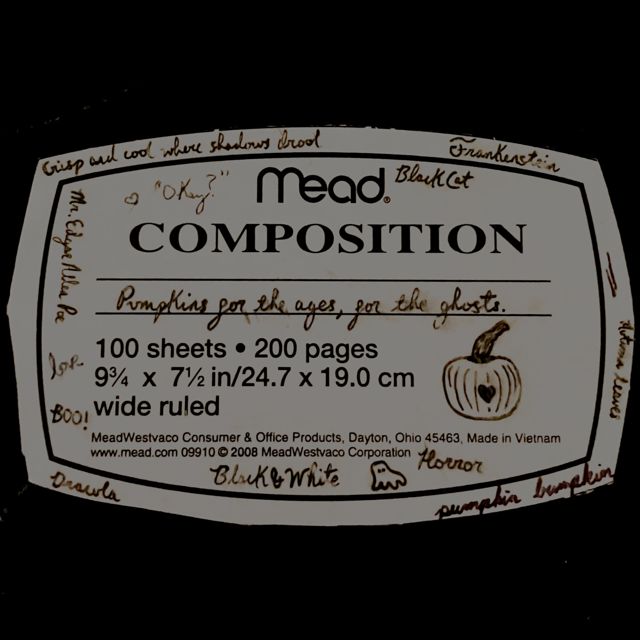 Crisp and cool where shadows drool
Frankenstein
"OKay?"
Mead®
Black Cat
COMPOSITION
Mr. Edgar Allen Poe
Pumpkins for the ages, for the ghosts.
100 sheets • 200 pages
9¾ x 7½ in/24.7 x 19.0 cm
wide ruled
love
BOO!
Autumn Leaves
MeadWestvaco Consumer & Office Products, Dayton, Ohio 45463, Made in Vietnam
www.mead.com 09910 © 2008 MeadWestvaco Corporation
Horror
Black & White
Dracula
pumpkin bumpkin